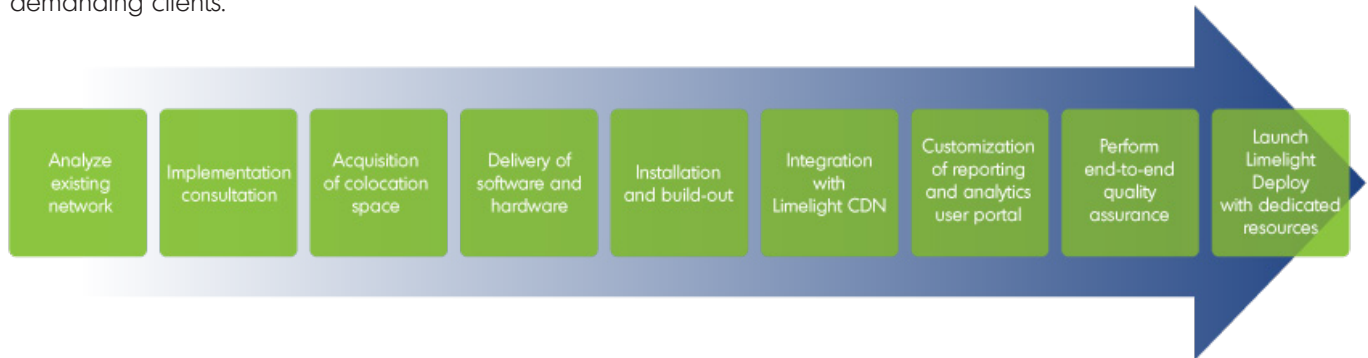 demanding clients.
Analyze
existing
network
Implementation
consultation
Acquisition
of colocation
space
Delivery of
software and
hardware
Installation
and build-out
Integration
with
Limelight CDN
Customization
of reporting
and analytics
user portal
Perform
end-to-end
quality
assurance
Launch
Limelight
Deploy
with dedicated
resources